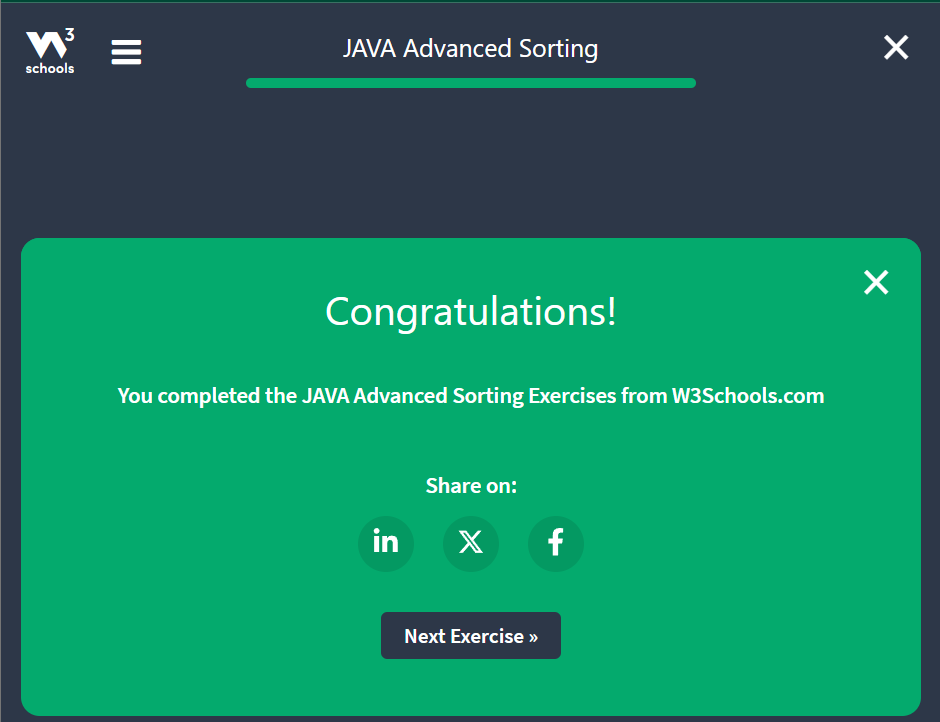 W3
schools
JAVA Advanced Sorting
Congratulations!
You completed the JAVA Advanced Sorting Exercises from W3Schools.com
Share on:
in X f
Next Exercise »